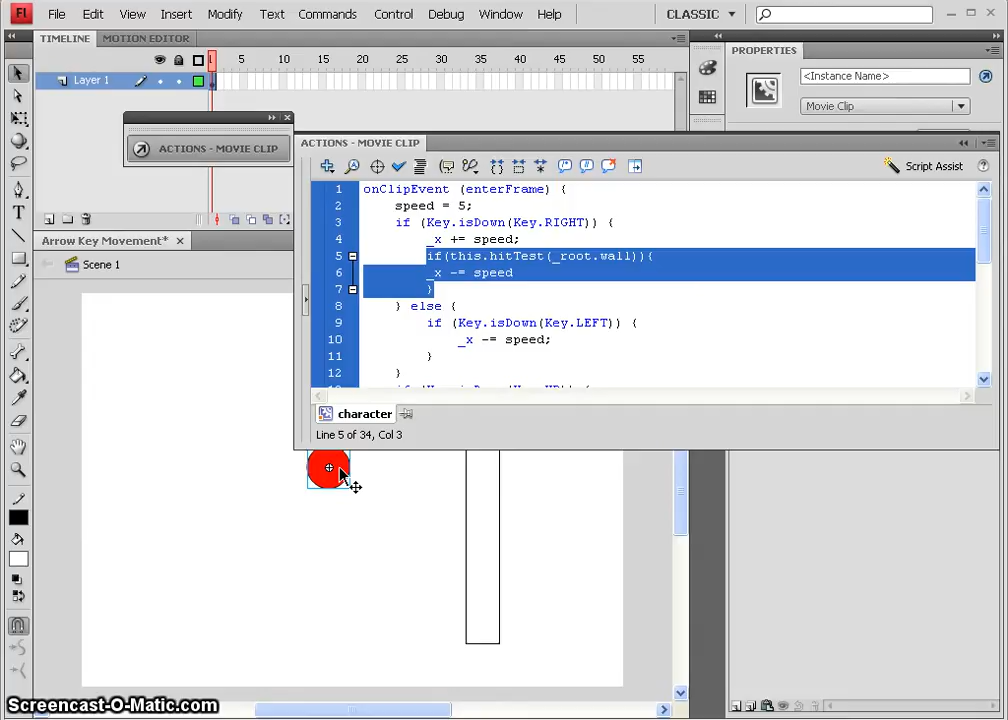 Fl File Edit View Insert Modify Text Commands Control Debug Window Help CLASSIC
TIMELINE MOTION EDITOR
PROPERTIES
1 5 10 15 20 25 30 35 40 45 50 55
Layer 1
<Instance Name>
Movie Clip
ACTIONS - MOVIE CLIP
ACTIONS - MOVIE CLIP
Script Assist
1 onClipEvent (enterFrame) {
2 speed = 5;
3 if (Key.isDown(Key.RIGHT)) {
4 _x += speed;
5 if(this.hitTest(_root.wall)){
6 _x -= speed
7 }
8 } else {
9 if (Key.isDown(Key.LEFT)) {
10 _x -= speed;
11 }
12 }
Arrow Key Movement*
Scene 1
character
Line 5 of 34, Col 3
Screencast-O-Matic.com